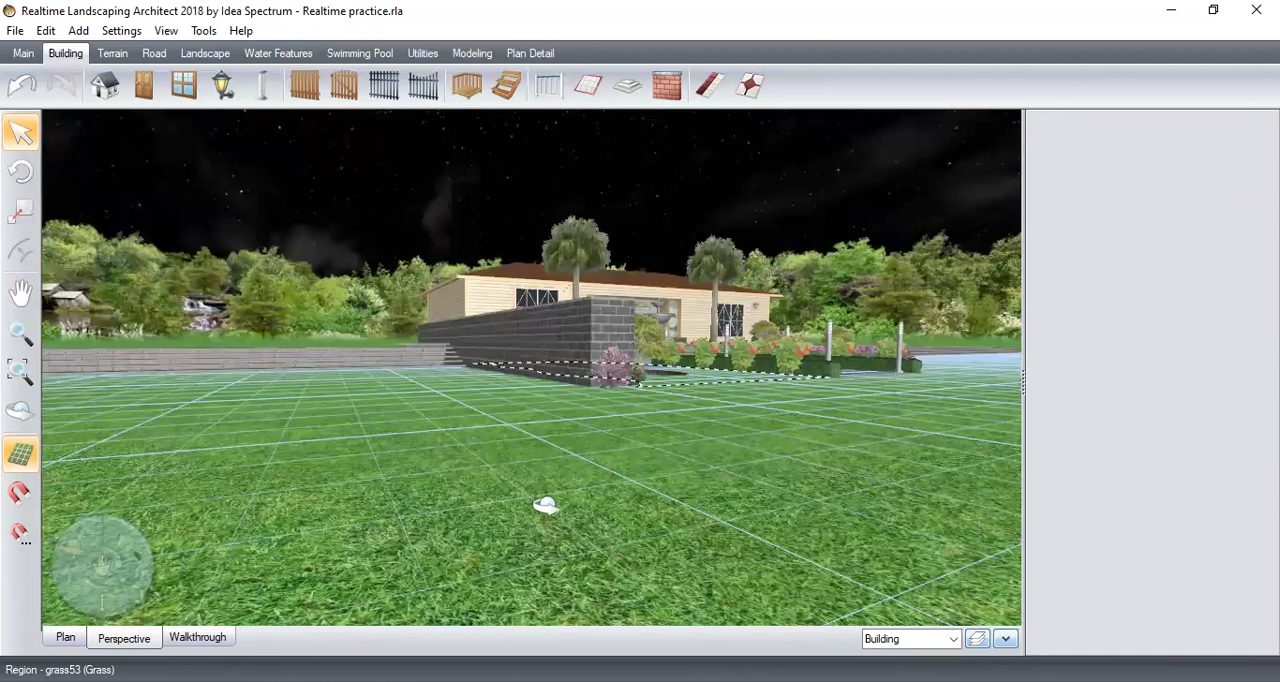 Realtime Landscaping Architect 2018 by Idea Spectrum - Realtime practice.rla
File Edit Add Settings View Tools Help
Main Building Terrain Road Landscape Water Features Swimming Pool Utilities Modeling Plan Detail
Plan Perspective Walkthrough Building
Region - grass53 (Grass)